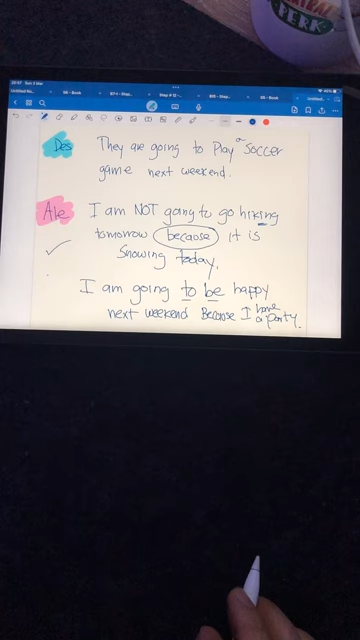 PERK
Des They are going to Play a Soccer
game next weekend.
Ale I am NOT going to go hiking
tomorrow because it is
snowing today.
I am going to be happy
next weekend Because I have
a party.